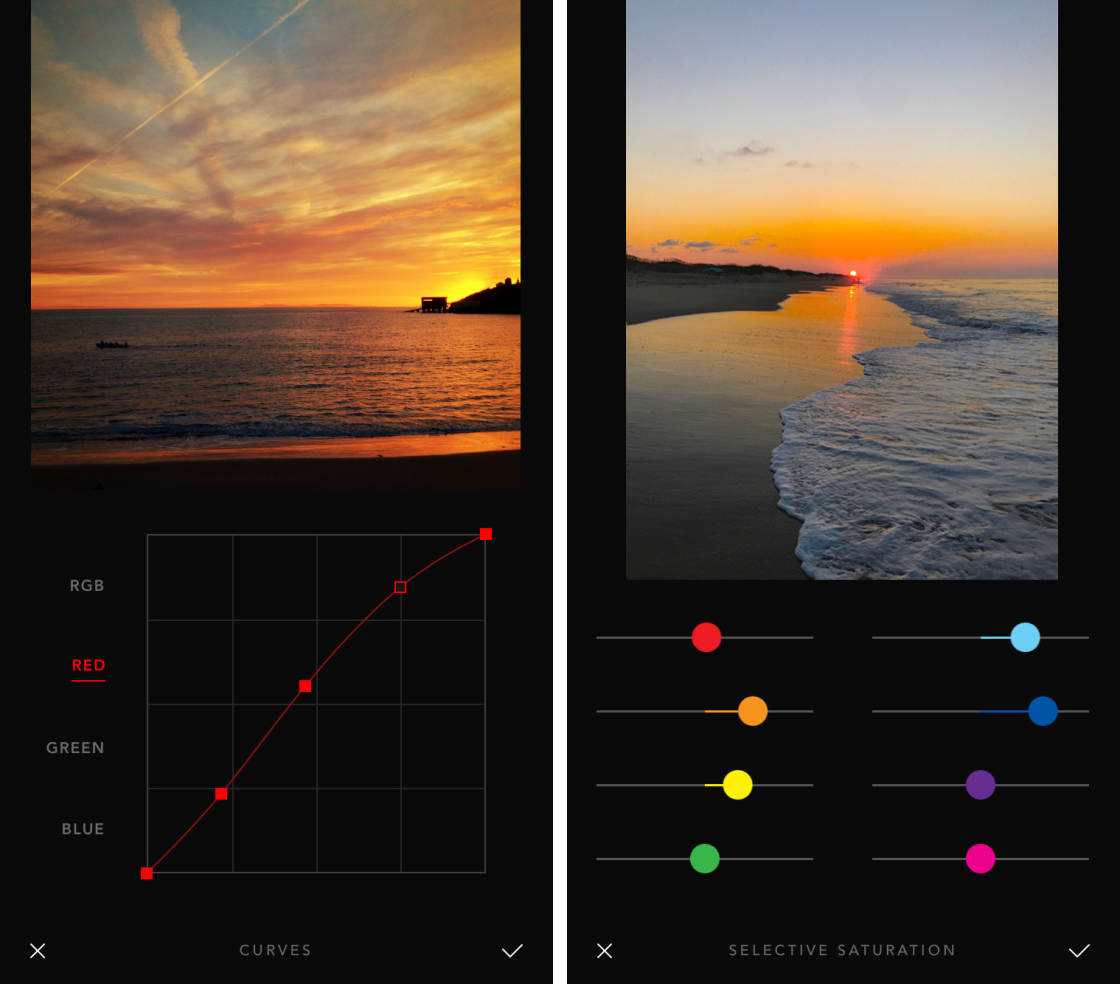 RGB
RED
GREEN
BLUE
CURVES
SELECTIVE SATURATION